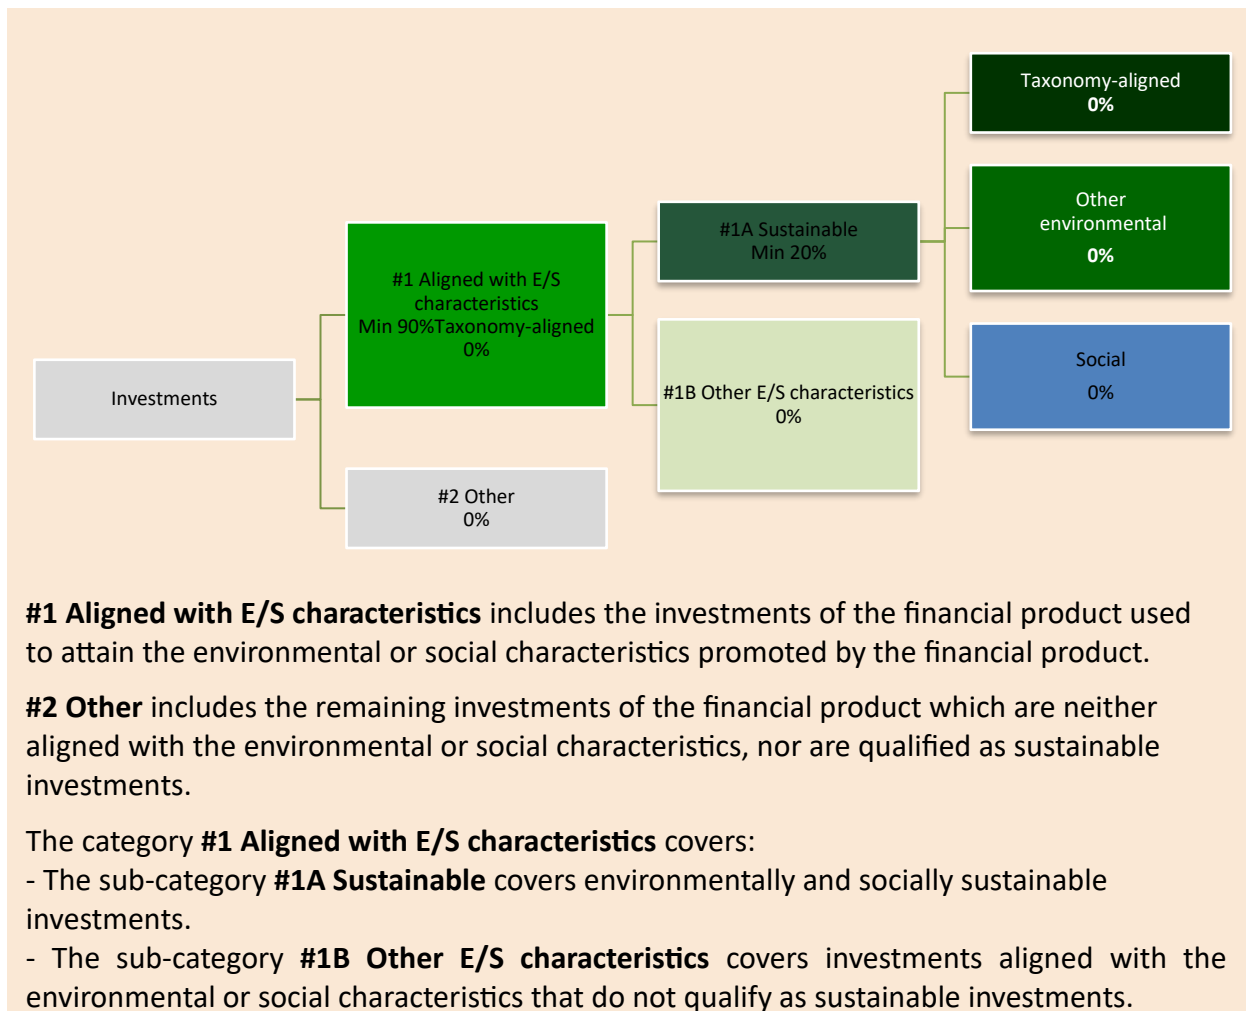 Taxonomy-aligned
0%
Other
environmental
0%
#1A Sustainable
Min 20%
#1 Aligned with E/S
characteristics
Min 90%Taxonomy-aligned
0%
Social
0%
Investments
#1B Other E/S characteristics
0%
#2 Other
0%
#1 Aligned with E/S characteristics includes the investments of the financial product used
to attain the environmental or social characteristics promoted by the financial product.
#2 Other includes the remaining investments of the financial product which are neither
aligned with the environmental or social characteristics, nor are qualified as sustainable
investments.
The category #1 Aligned with E/S characteristics covers:
- The sub-category #1A Sustainable covers environmentally and socially sustainable
investments.
- The sub-category #1B Other E/S characteristics covers investments aligned with the
environmental or social characteristics that do not qualify as sustainable investments.